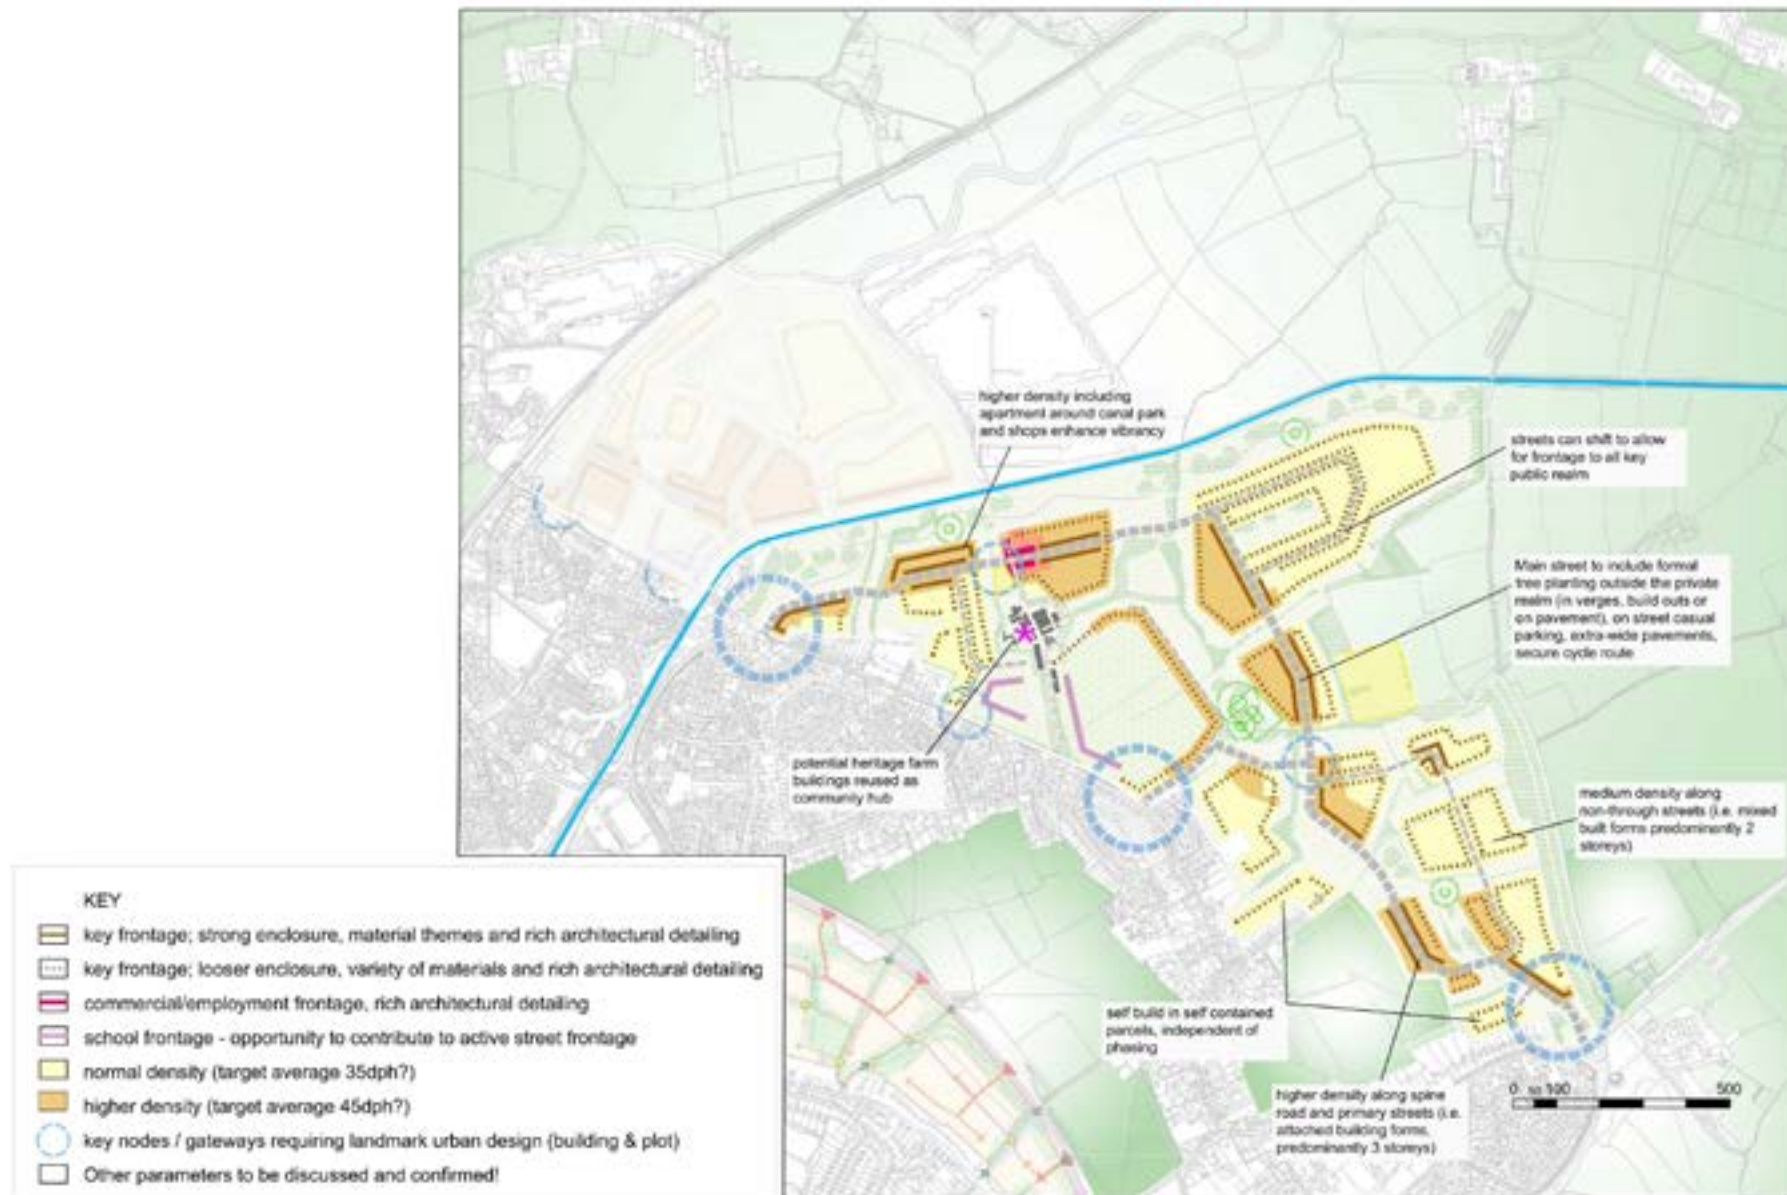 higher density including
apartment around canal park
and shops enhance vibrancy
streets can shift to allow
for frontage to all key
public realm
Main street to include formal
tree planting outside the private
realm (in verges, build outs or
on pavement), on street casual
parking, extra-wide pavements,
secure cycle route
potential heritage farm
buildings reused as
community hub
medium density along
non-through streets (i.e. mixed
built forms predominantly 2
storeys)
self build in self contained
parcels, independent of
phasing
higher density along spine
road and primary streets (i.e.
attached building forms,
predominantly 3 storeys)
0 50 100 500
KEY
key frontage; strong enclosure, material themes and rich architectural detailing
key frontage; looser enclosure, variety of materials and rich architectural detailing
commercial/employment frontage, rich architectural detailing
school frontage - opportunity to contribute to active street frontage
normal density (target average 35dph?)
higher density (target average 45dph?)
key nodes / gateways requiring landmark urban design (building & plot)
Other parameters to be discussed and confirmed!